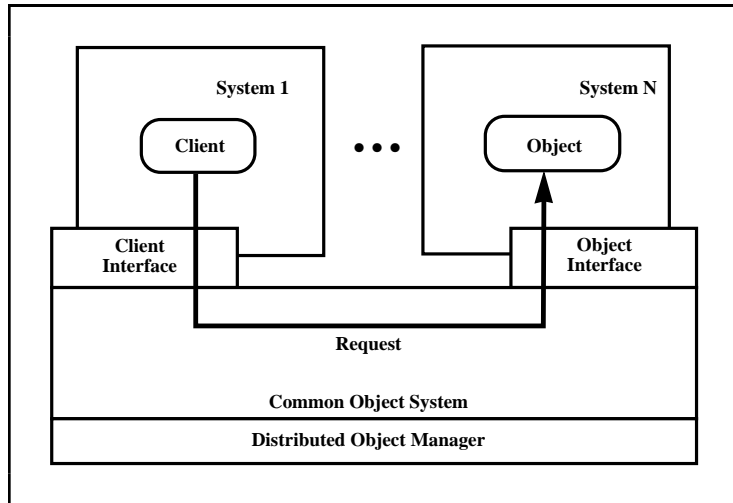 System 1
System N
Client
Object
Client
Interface
Object
Interface
Request
Common Object System
Distributed Object Manager